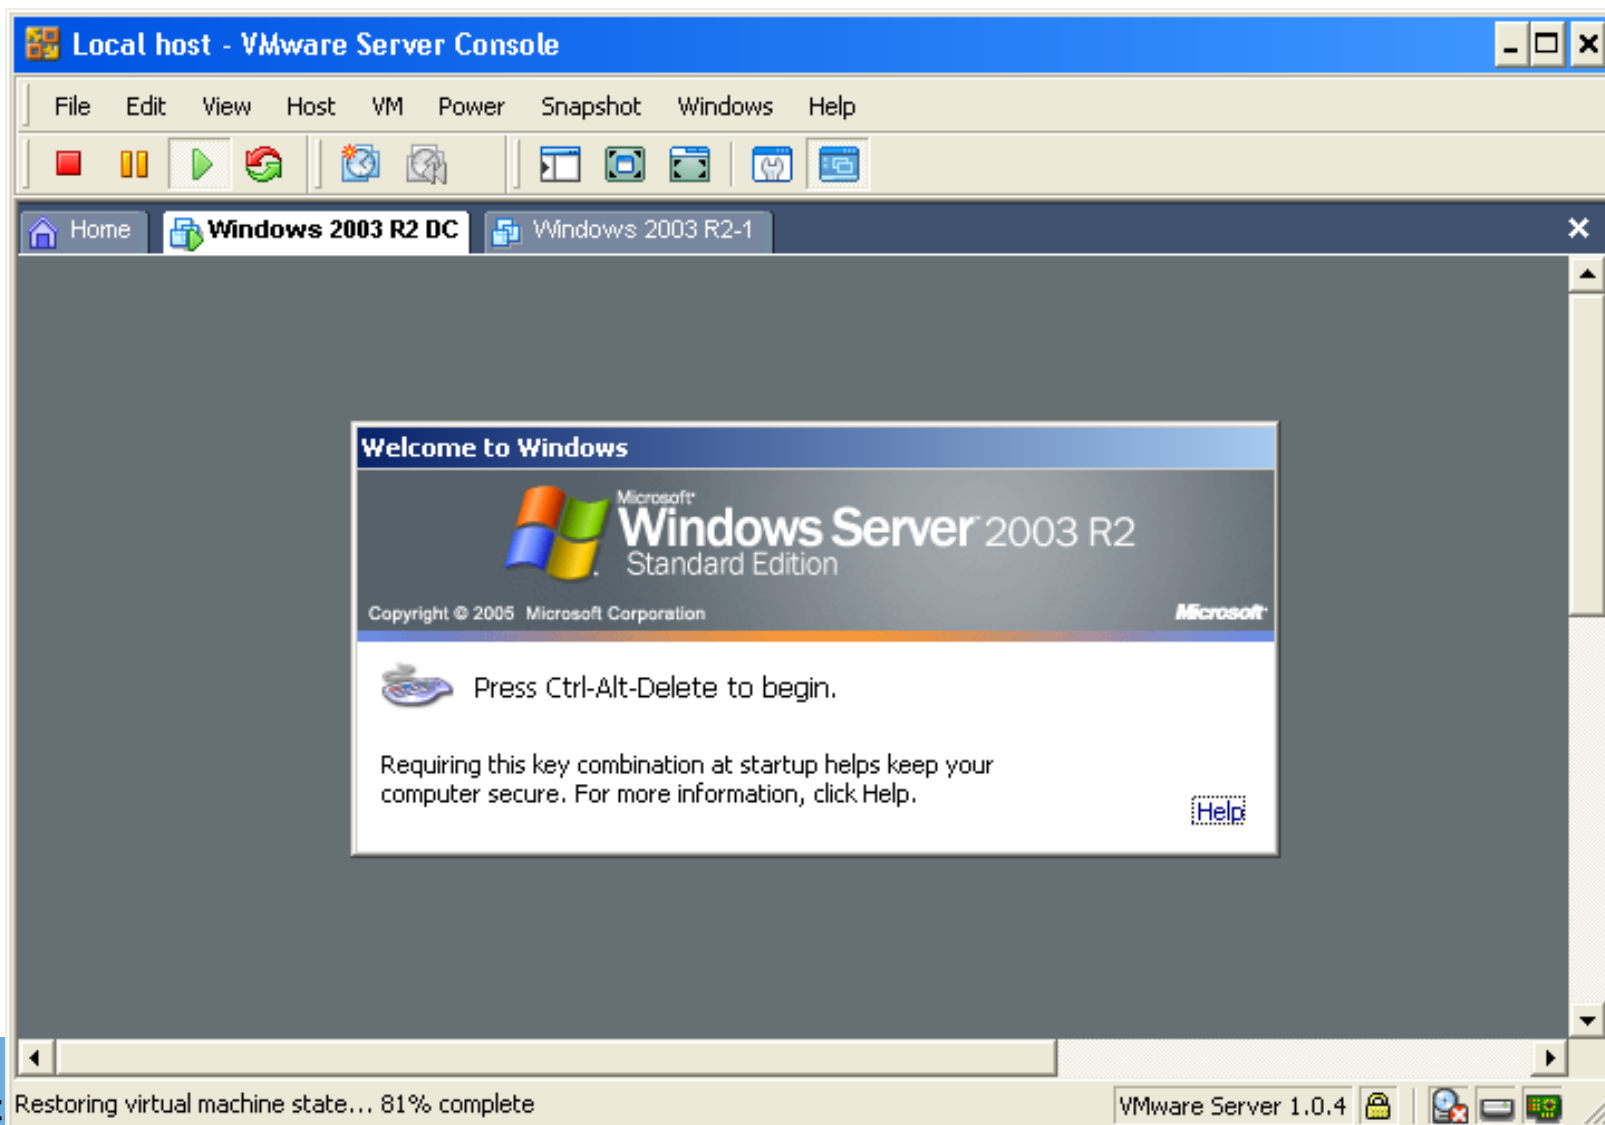 Local host - VMware Server Console
File Edit View Host VM Power Snapshot Windows Help
Home Windows 2003 R2 DC Windows 2003 R2-1
Welcome to Windows
Microsoft
Windows Server 2003 R2
Standard Edition
Copyright © 2005 Microsoft Corporation Microsoft
Press Ctrl-Alt-Delete to begin.
Requiring this key combination at startup helps keep your
computer secure. For more information, click Help.
Help
Restoring virtual machine state... 81% complete VMware Server 1.0.4